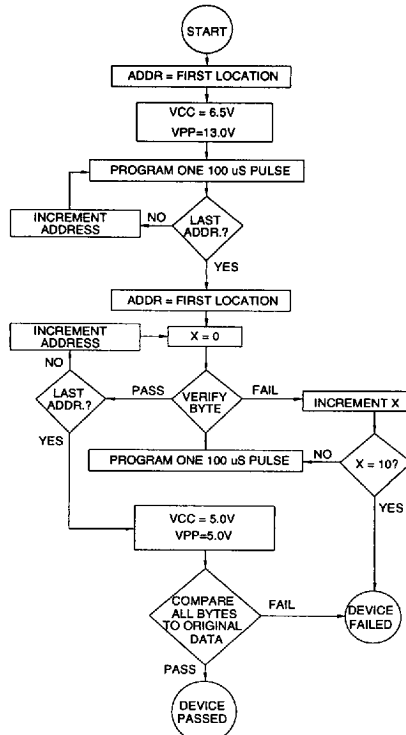 START
ADDR = FIRST LOCATION
VCC = 6.5V
VPP=13.0V
PROGRAM ONE 100 uS PULSE
INCREMENT
ADDRESS
NO
LAST
ADDR.?
YES
ADDR = FIRST LOCATION
INCREMENT
ADDRESS
X = 0
NO
LAST
ADDR.?
PASS
VERIFY
BYTE
FAIL
INCREMENT X
YES
PROGRAM ONE 100 uS PULSE
NO
X = 10?
YES
VCC = 5.0V
VPP=5.0V
COMPARE
ALL BYTES
TO ORIGINAL
DATA
FAIL
DEVICE
FAILED
PASS
DEVICE
PASSED